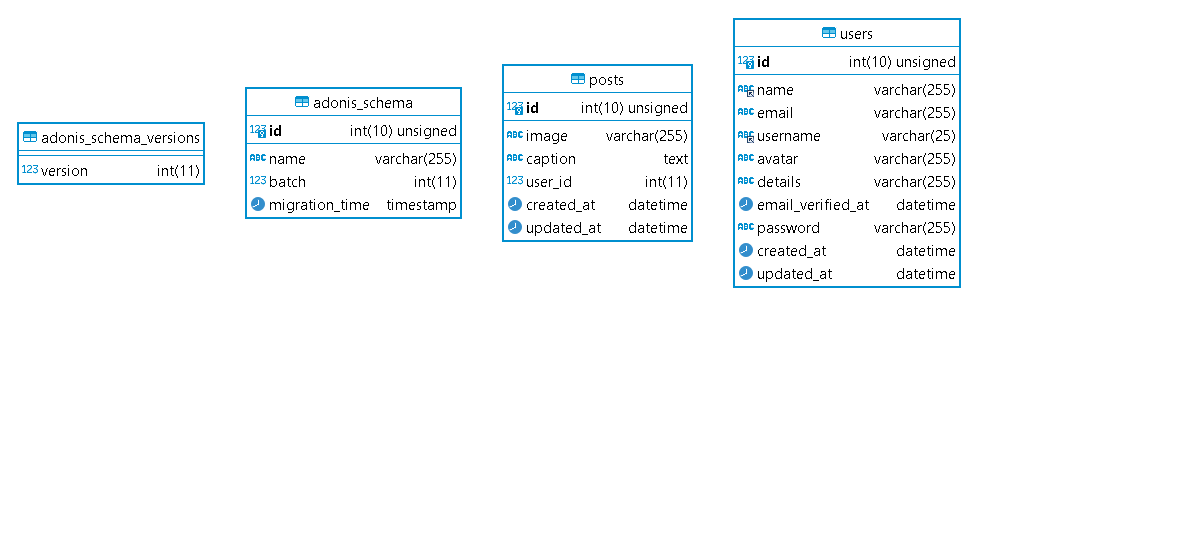 adonis_schema_versions
123 version int(11)
adonis_schema
123 id int(10) unsigned
ABC name varchar(255)
123 batch int(11)
migration_time timestamp
posts
123 id int(10) unsigned
ABC image varchar(255)
ABC caption text
123 user_id int(11)
created_at datetime
updated_at datetime
users
123 id int(10) unsigned
ABC name varchar(255)
ABC email varchar(255)
ABC username varchar(25)
ABC avatar varchar(255)
ABC details varchar(255)
email_verified_at datetime
ABC password varchar(255)
created_at datetime
updated_at datetime